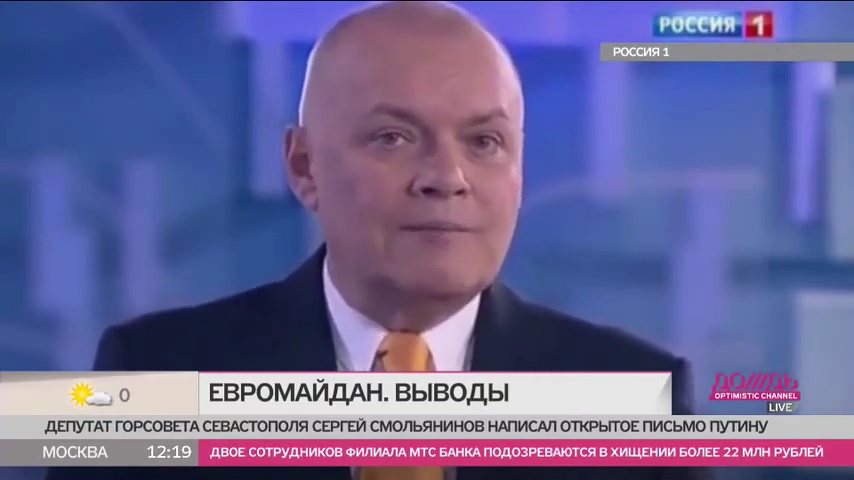 РОССИЯ 1
РОССИЯ 1
0
ЕВРОМАЙДАН. ВЫВОДЫ
ДОЖДЬ
OPTIMISTIC CHANNEL
LIVE
ДЕПУТАТ ГОРСОВЕТА СЕВАСТОПОЛЯ СЕРГЕЙ СМОЛЬЯНИНОВ НАПИСАЛ ОТКРЫТОЕ ПИСЬМО ПУТИНУ
МОСКВА 12:19 ДВОЕ СОТРУДНИКОВ ФИЛИАЛА МТС БАНКА ПОДОЗРЕВАЮТСЯ В ХИЩЕНИИ БОЛЕЕ 22 МЛН РУБЛЕЙ